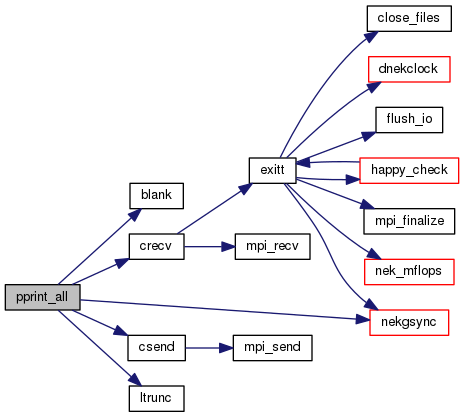 close_files
dnekclock
flush_io
exitt
happy_check
blank
mpi_finalize
crecv
mpi_recv
nek_mflops
pprint_all
nekgsync
csend
mpi_send
ltrunc